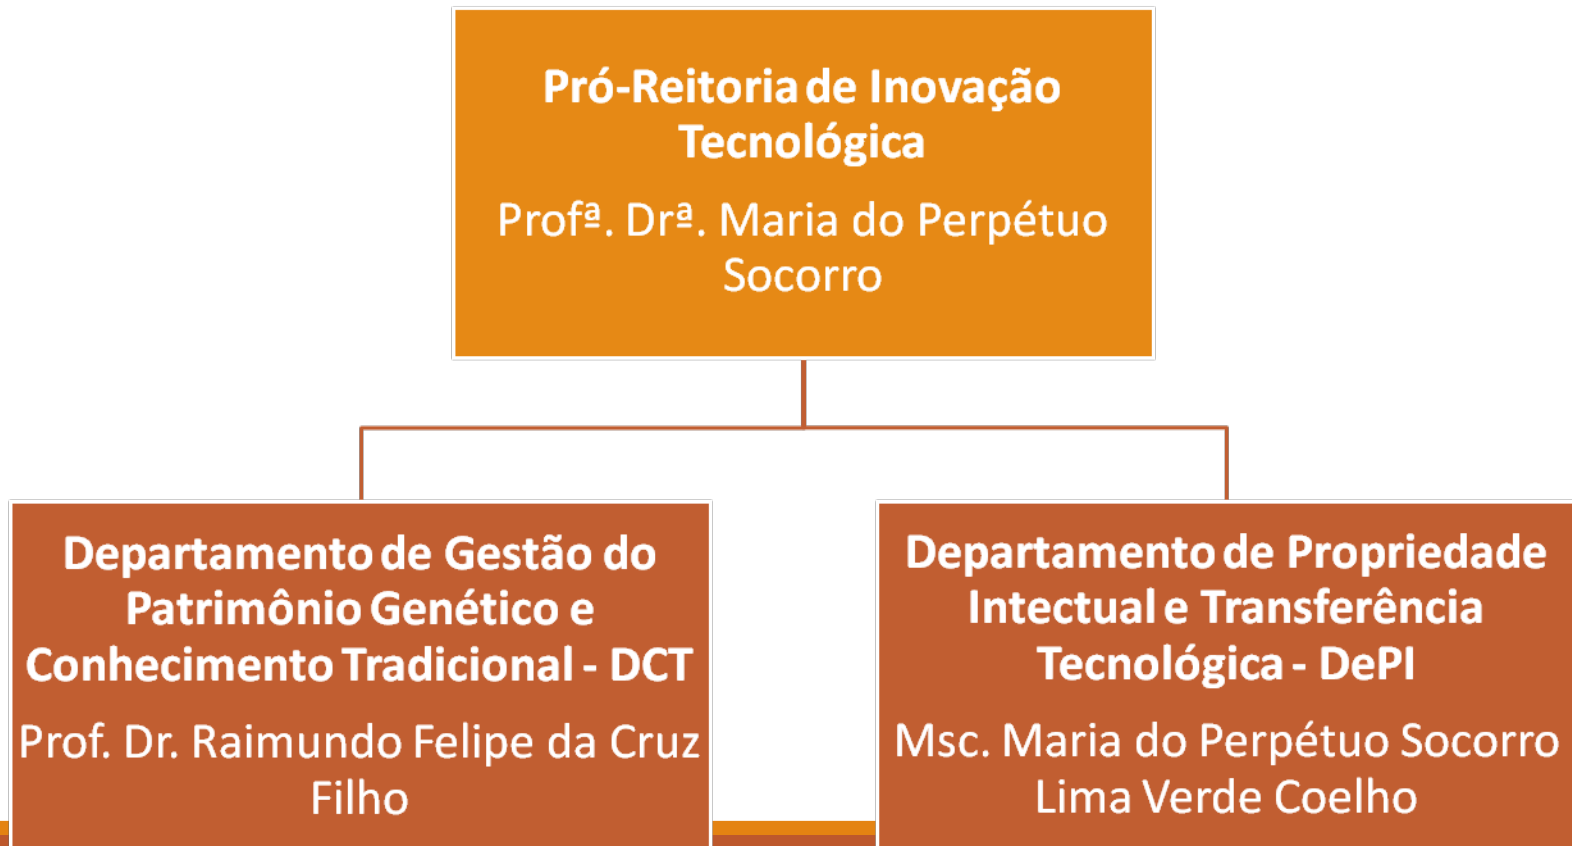 Pró-Reitoria de Inovação
Tecnológica
Profª. Drª. Maria do Perpétuo
Socorro
Departamento de Gestão do
Patrimônio Genético e
Conhecimento Tradicional - DCT
Prof. Dr. Raimundo Felipe da Cruz
Filho
Departamento de Propriedade
Intectual e Transferência
Tecnológica - DePI
Msc. Maria do Perpétuo Socorro
Lima Verde Coelho